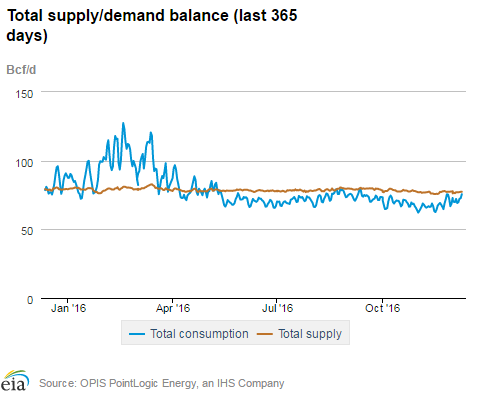 Total supply/demand balance (last 365
days)
Bcf/d
150
100
50
0
Jan '16 Apr '16 Jul '16 Oct '16
Total consumption Total supply
eia Source: OPIS PointLogic Energy, an IHS Company